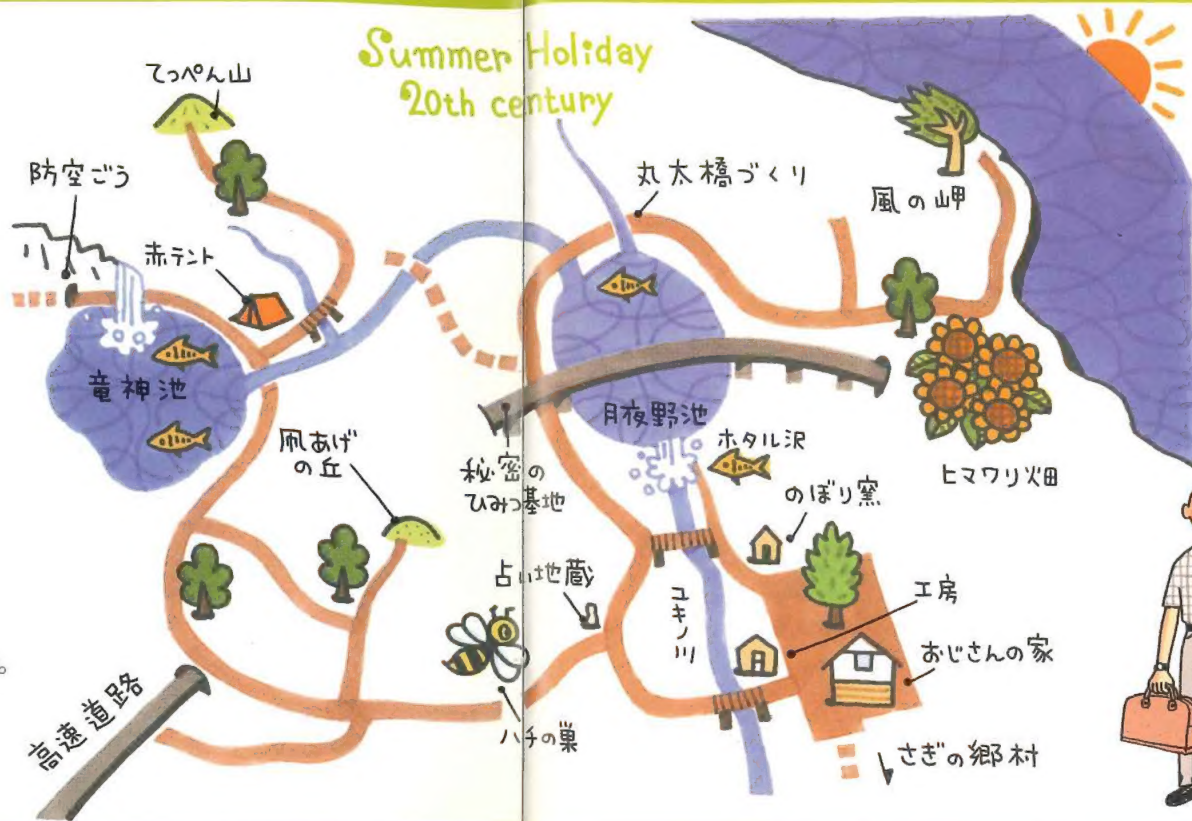 Summer Holiday
20th century
てっぺん山
防空ごう
赤テント
竜神池
凧あげ
の丘
高速道路
丸太橋づくり
風の岬
月夜野池
秘密の
ひみつ基地
ホタル沢
ヒマワリ畑
のぼり窯
占い地蔵
ユキノ川
工房
おじさんの家
ハチの巣
さぎの郷村
。